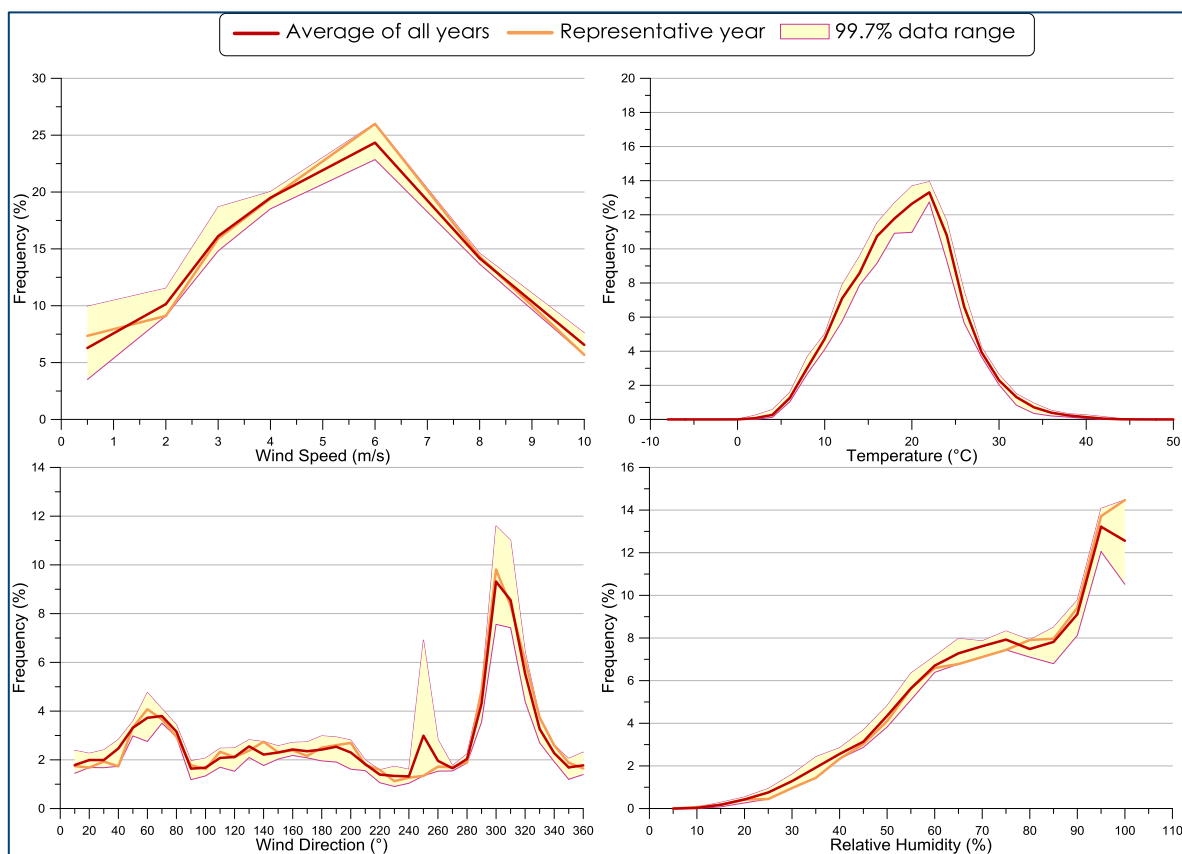 Average of all years Representative year 99.7% data range
30
25
20
15
10
5
0
Frequency (%)
0 1 2 3 4 5 6 7 8 9 10
Wind Speed (m/s)
20
18
16
14
12
10
8
6
4
2
0
Frequency (%)
-10 0 10 20 30 40 50
Temperature (°C)
14
12
10
8
6
4
2
0
Frequency (%)
0 20 40 60 80 100 120 140 160 180 200 220 240 260 280 300 320 340 360
Wind Direction (°)
16
14
12
10
8
6
4
2
0
Frequency (%)
0 10 20 30 40 50 60 70 80 90 100 110
Relative Humidity (%)